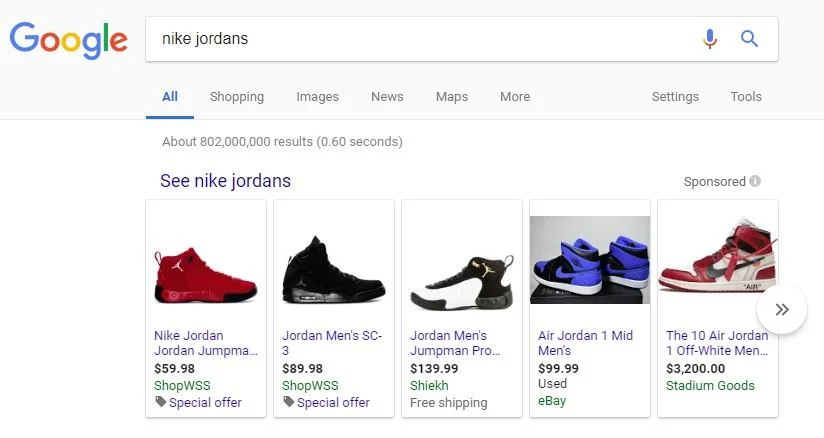 Google
nike jordans
All Shopping Images News Maps More Settings Tools
About 802,000,000 results (0.60 seconds)
See nike jordans
Sponsored
Nike Jordan
Jordan Jumpma...
$59.98
ShopWSS
Special offer
Jordan Men's SC-
3
$89.98
ShopWSS
Special offer
Jordan Men's
Jumpman Pro...
$139.99
Shiekh
Free shipping
Air Jordan 1 Mid
Men's
$99.99
Used
eBay
"AIR"
The 10 Air Jordan
1 Off-White Men...
$3,200.00
Stadium Goods